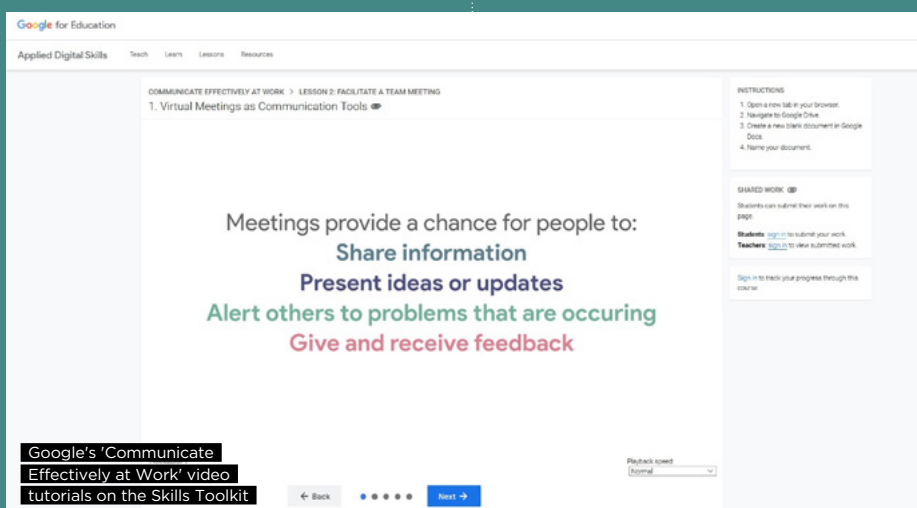 Google for Education
Applied Digital Skills Teach Learn Lessons Resources
COMMUNICATE EFFECTIVELY AT WORK > LESSON 2: FACILITATE A TEAM MEETING
1. Virtual Meetings as Communication Tools
Meetings provide a chance for people to:
Share information
Present ideas or updates
Alert others to problems that are occuring
Give and receive feedback
Playback speed
Normal
← Back
Next →
INSTRUCTIONS
1. Open a new tab in your browser.
2. Navigate to Google Drive.
3. Create a new blank document in Google
Docs.
4. Name your document.
SHARED WORK
Students can submit their work on this
page.
Students: sign in to submit your work.
Teachers: sign in to view submitted work.
Sign in to track your progress through this
course
Google's 'Communicate
Effectively at Work' video
tutorials on the Skills Toolkit